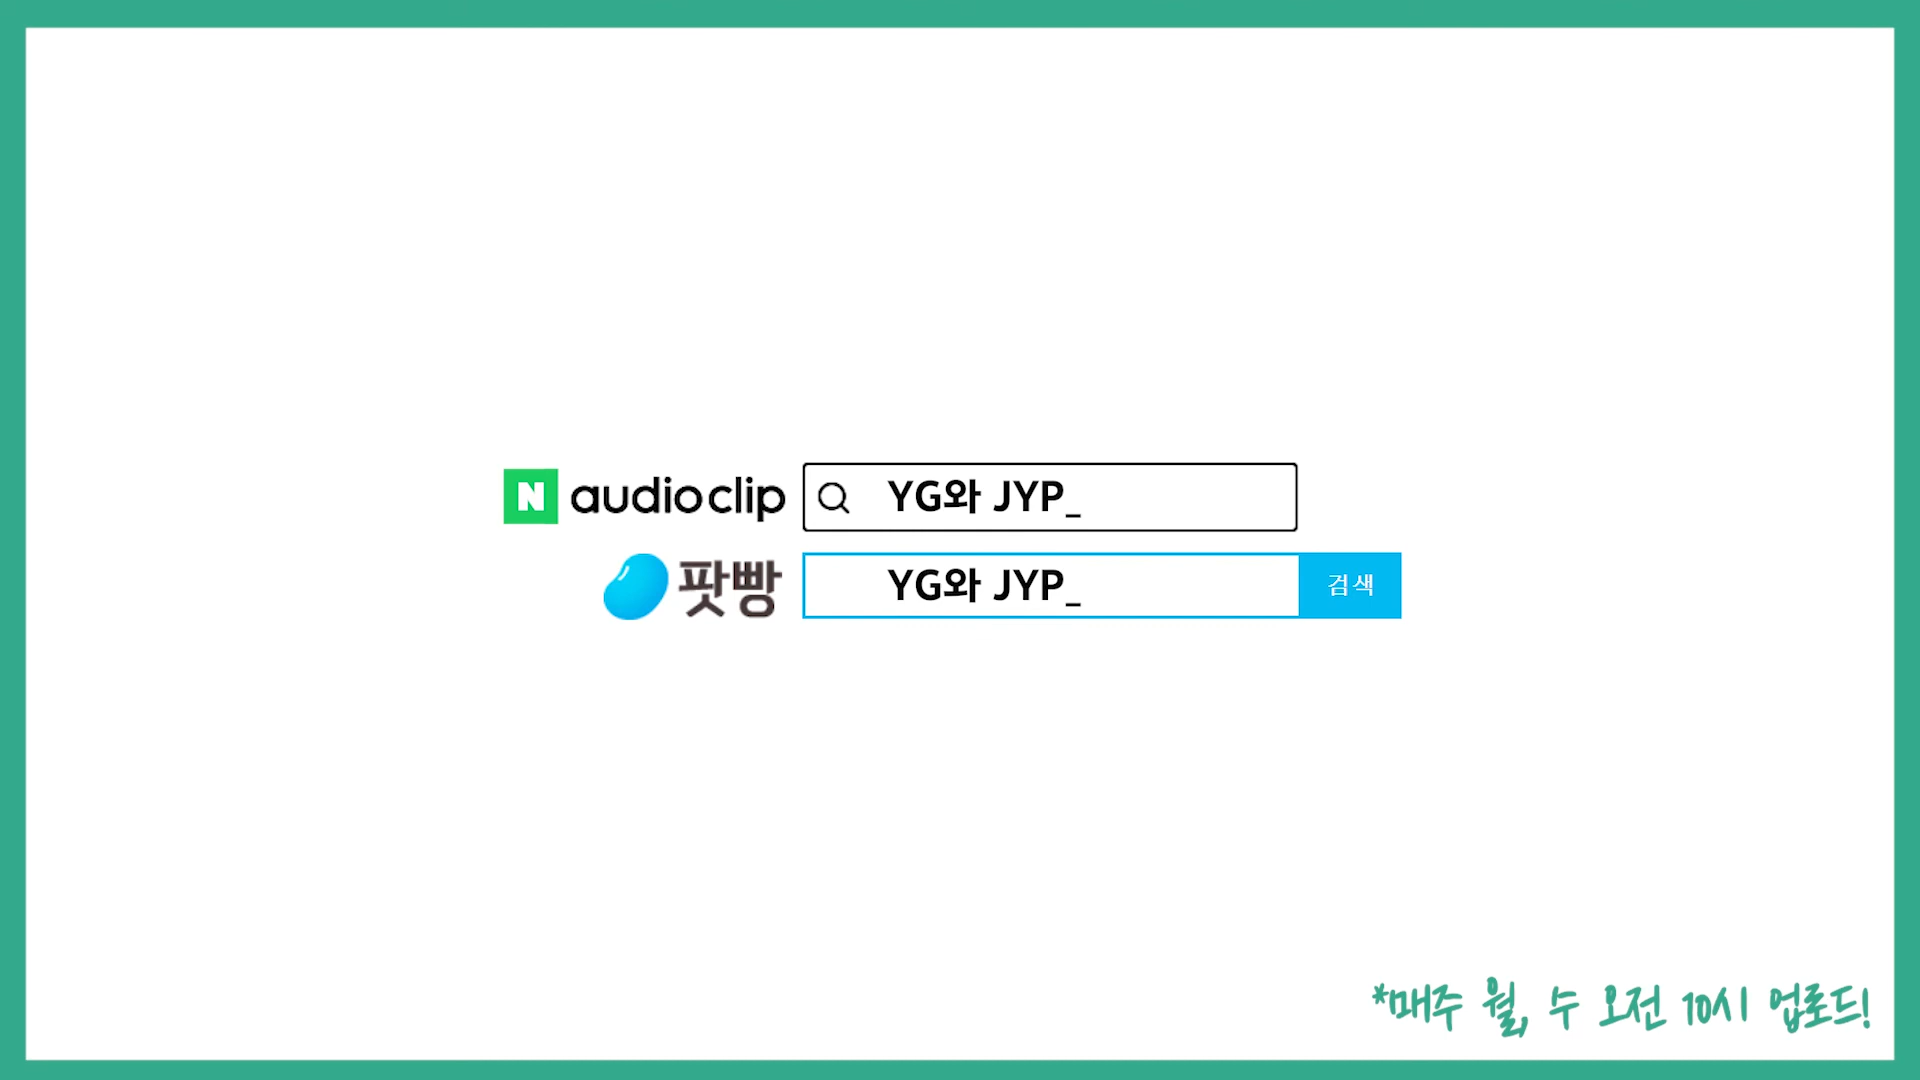 N audioclip YG와 JYP_
팟빵 YG와 JYP_ 검색
*매주 월, 수 오전 10시 업로드!